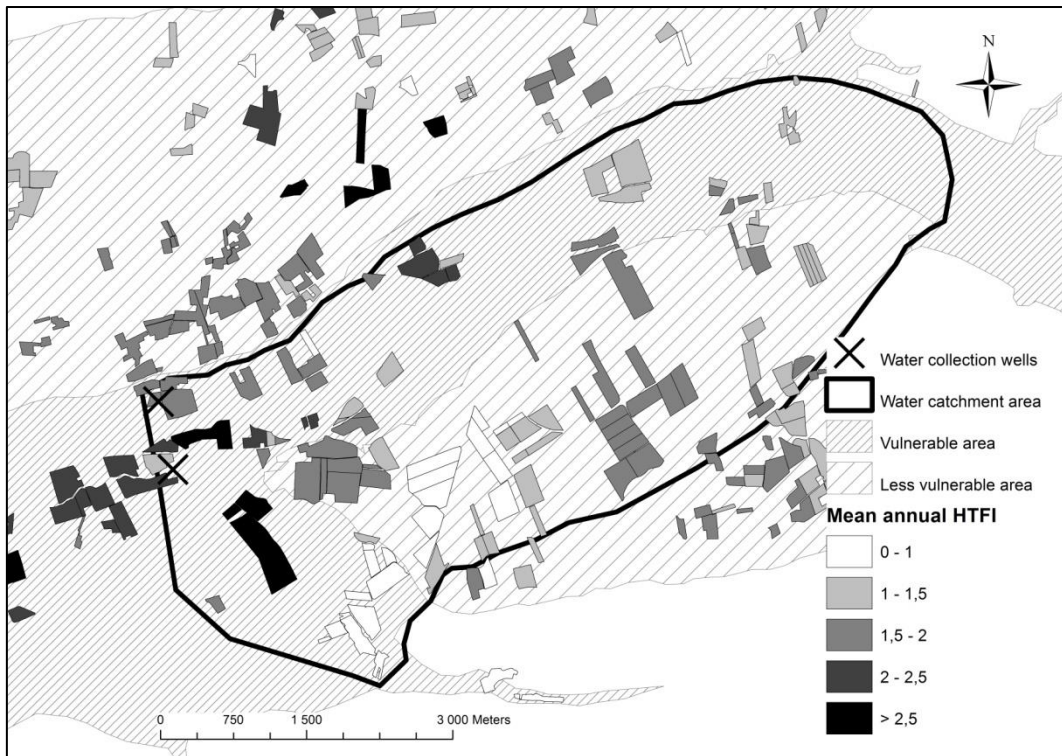 N
Water collection wells
Water catchment area
Vulnerable area
Less vulnerable area
Mean annual HTFI
0 - 1
1 - 1,5
1,5 - 2
2 - 2,5
> 2,5
0 750 1 500 3 000 Meters